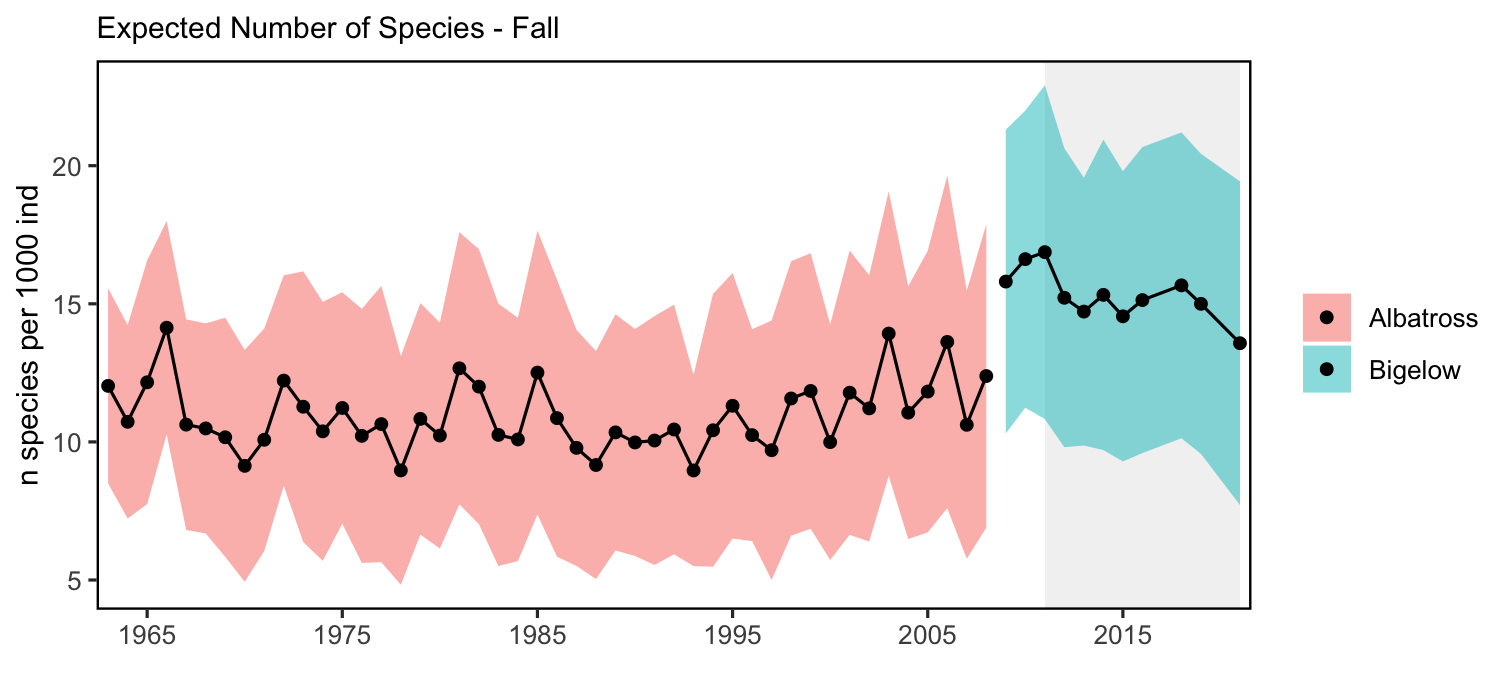 Expected Number of Species - Fall
n species per 1000 ind
20
15
10
5
1965 1975 1985 1995 2005 2015
Albatross
Bigelow